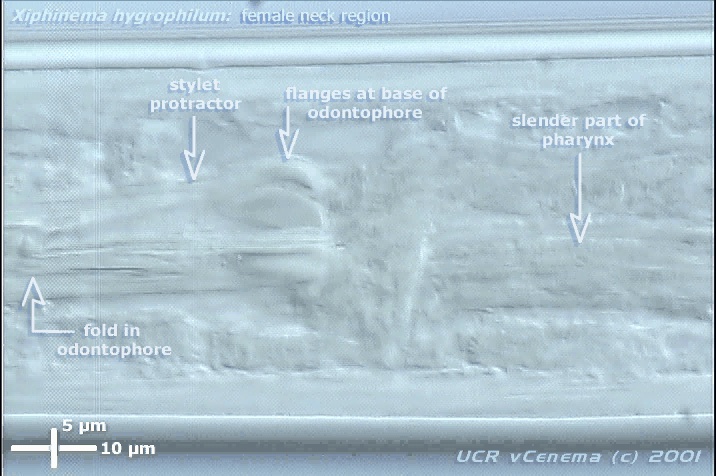 Xiphinema hygrophilum: female neck region
stylet
protractor
flanges at base of
odontophore
slender part of
pharynx
fold in
odontophore
5 µm
10 µm
UCR vCenema (c) 2001